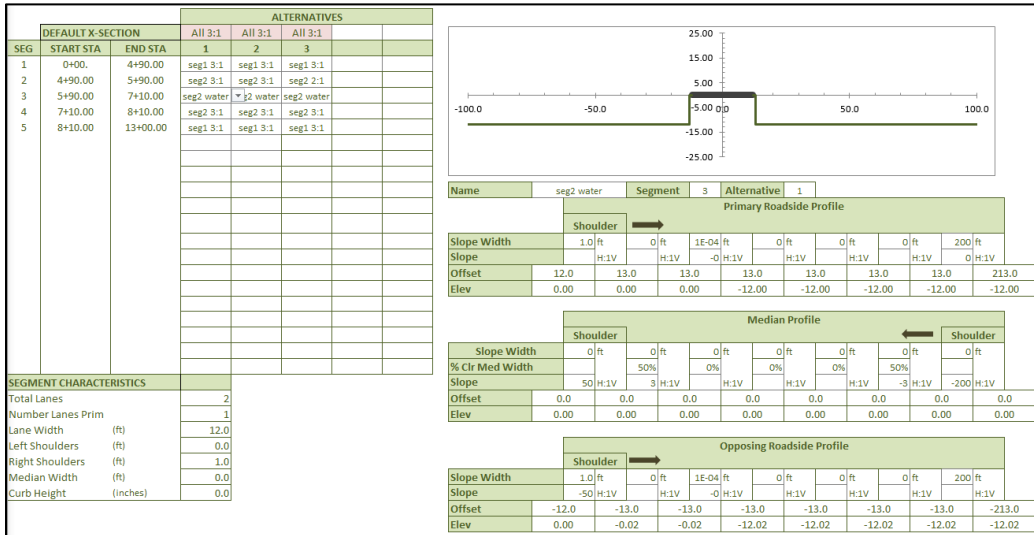 ALTERNATIVES
DEFAULT X-SECTION All 3:1 All 3:1 All 3:1
SEG START STA END STA 1 2 3
1 0+00. 4+90.00 seg1 3:1 seg1 3:1 seg1 3:1
2 4+90.00 5+90.00 seg2 3:1 seg2 3:1 seg2 2:1
3 5+90.00 7+10.00 seg2 water g2 water seg2 water
4 7+10.00 8+10.00 seg2 3:1 seg2 3:1 seg2 3:1
5 8+10.00 13+00.00 seg1 3:1 seg1 3:1 seg1 3:1
SEGMENT CHARACTERISTICS
Total Lanes 2
Number Lanes Prim 1
Lane Width (ft) 12.0
Left Shoulders (ft) 0.0
Right Shoulders (ft) 1.0
Median Width (ft) 0.0
Curb Height (inches) 0.0
25.00
15.00
5.00
-100.0 -50.0 -5.00 0.0 50.0 100.0
-15.00
-25.00
Name seg2 water Segment 3 Alternative 1
Primary Roadside Profile
Shoulder
Slope Width 1.0 ft 0 ft 1E-04 ft 0 ft 0 ft 0 ft 200 ft
Slope H:1V H:1V -0 H:1V H:1V H:1V H:1V 0 H:1V
Offset 12.0 13.0 13.0 13.0 13.0 13.0 13.0 213.0
Elev 0.00 0.00 0.00 -12.00 -12.00 -12.00 -12.00 -12.00
Median Profile
Shoulder Shoulder
Slope Width 0 ft 0 ft 0 ft 0 ft 0 ft 0 ft 0 ft
% Clr Med Width 50% 0% 0% 0% 50%
Slope 50 H:1V 3 H:1V H:1V H:1V H:1V -3 H:1V -200 H:1V
Offset 0.0 0.0 0.0 0.0 0.0 0.0 0.0 0.0
Elev 0.00 0.00 0.00 0.00 0.00 0.00 0.00 0.00
Opposing Roadside Profile
Shoulder
Slope Width 1.0 ft 0 ft 1E-04 ft 0 ft 0 ft 0 ft 200 ft
Slope -50 H:1V H:1V -0 H:1V H:1V H:1V H:1V H:1V
Offset -12.0 -13.0 -13.0 -13.0 -13.0 -13.0 -13.0 -213.0
Elev 0.00 -0.02 -0.02 -12.02 -12.02 -12.02 -12.02 -12.02